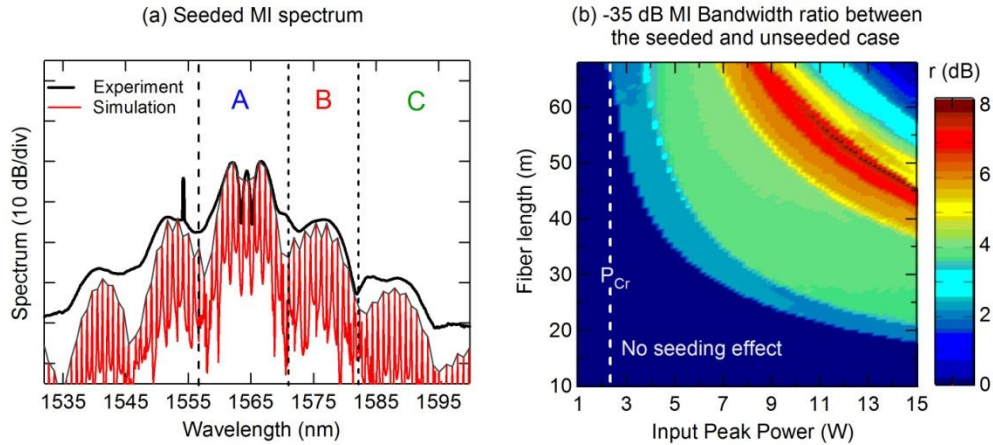 (a) Seeded MI spectrum
Experiment
Simulation
A
B
C
Spectrum (10 dB/div)
1535 1545 1555 1565 1575 1585 1595
Wavelength (nm)
(b) -35 dB MI Bandwidth ratio between
the seeded and unseeded case
r (dB)
8
6
4
2
0
60
50
40
30
20
10
Fiber length (m)
P_Cr
No seeding effect
1 3 5 7 9 11 13 15
Input Peak Power (W)